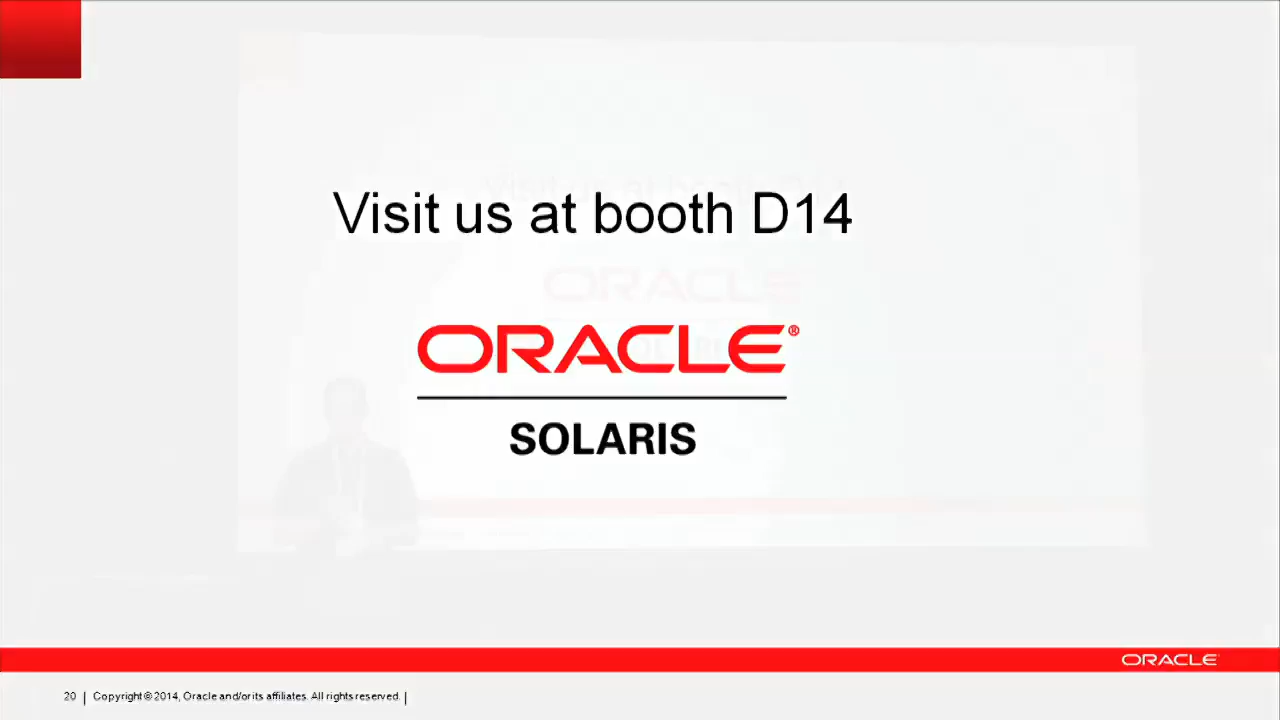 Visit us at booth D14
ORACLE®
SOLARIS
ORACLE
20 | Copyright © 2014, Oracle and/or its affiliates. All rights reserved. |